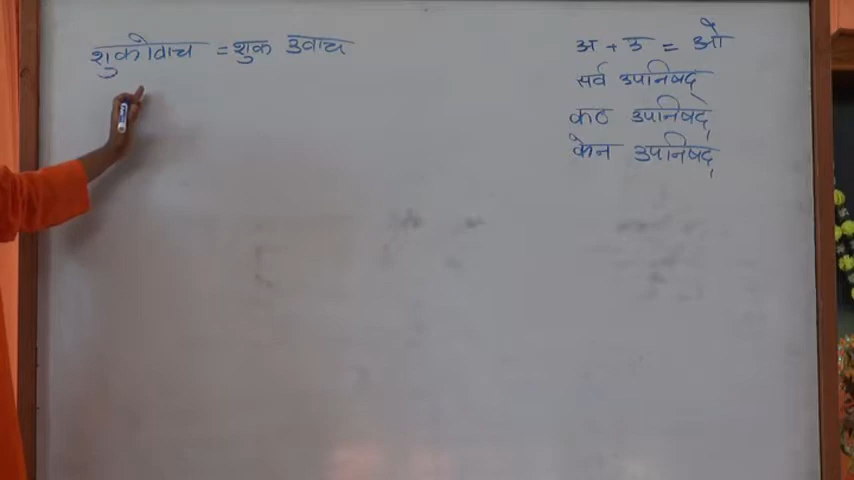 शुकोवाच = शुक उवाच
अ + उ = ओ
सर्व उपनिषद्
कठ उपनिषद्
केन उपनिषद्